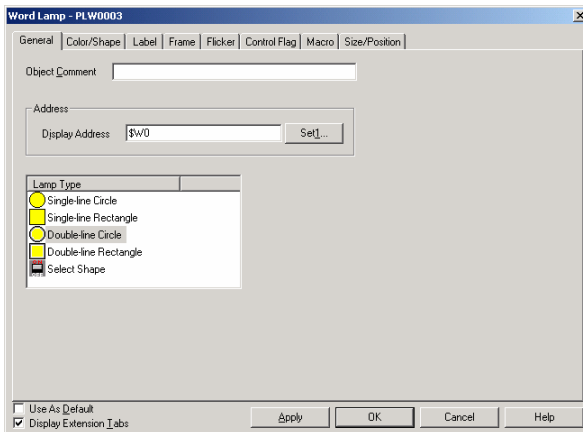 Word Lamp - PLW0003
General Color/Shape Label Frame Flicker Control Flag Macro Size/Position
Object Comment
Address
Display Address $W0 Set1...
Lamp Type
Single-line Circle
Single-line Rectangle
Double-line Circle
Double-line Rectangle
Select Shape
Use As Default
Display Extension Tabs
Apply OK Cancel Help